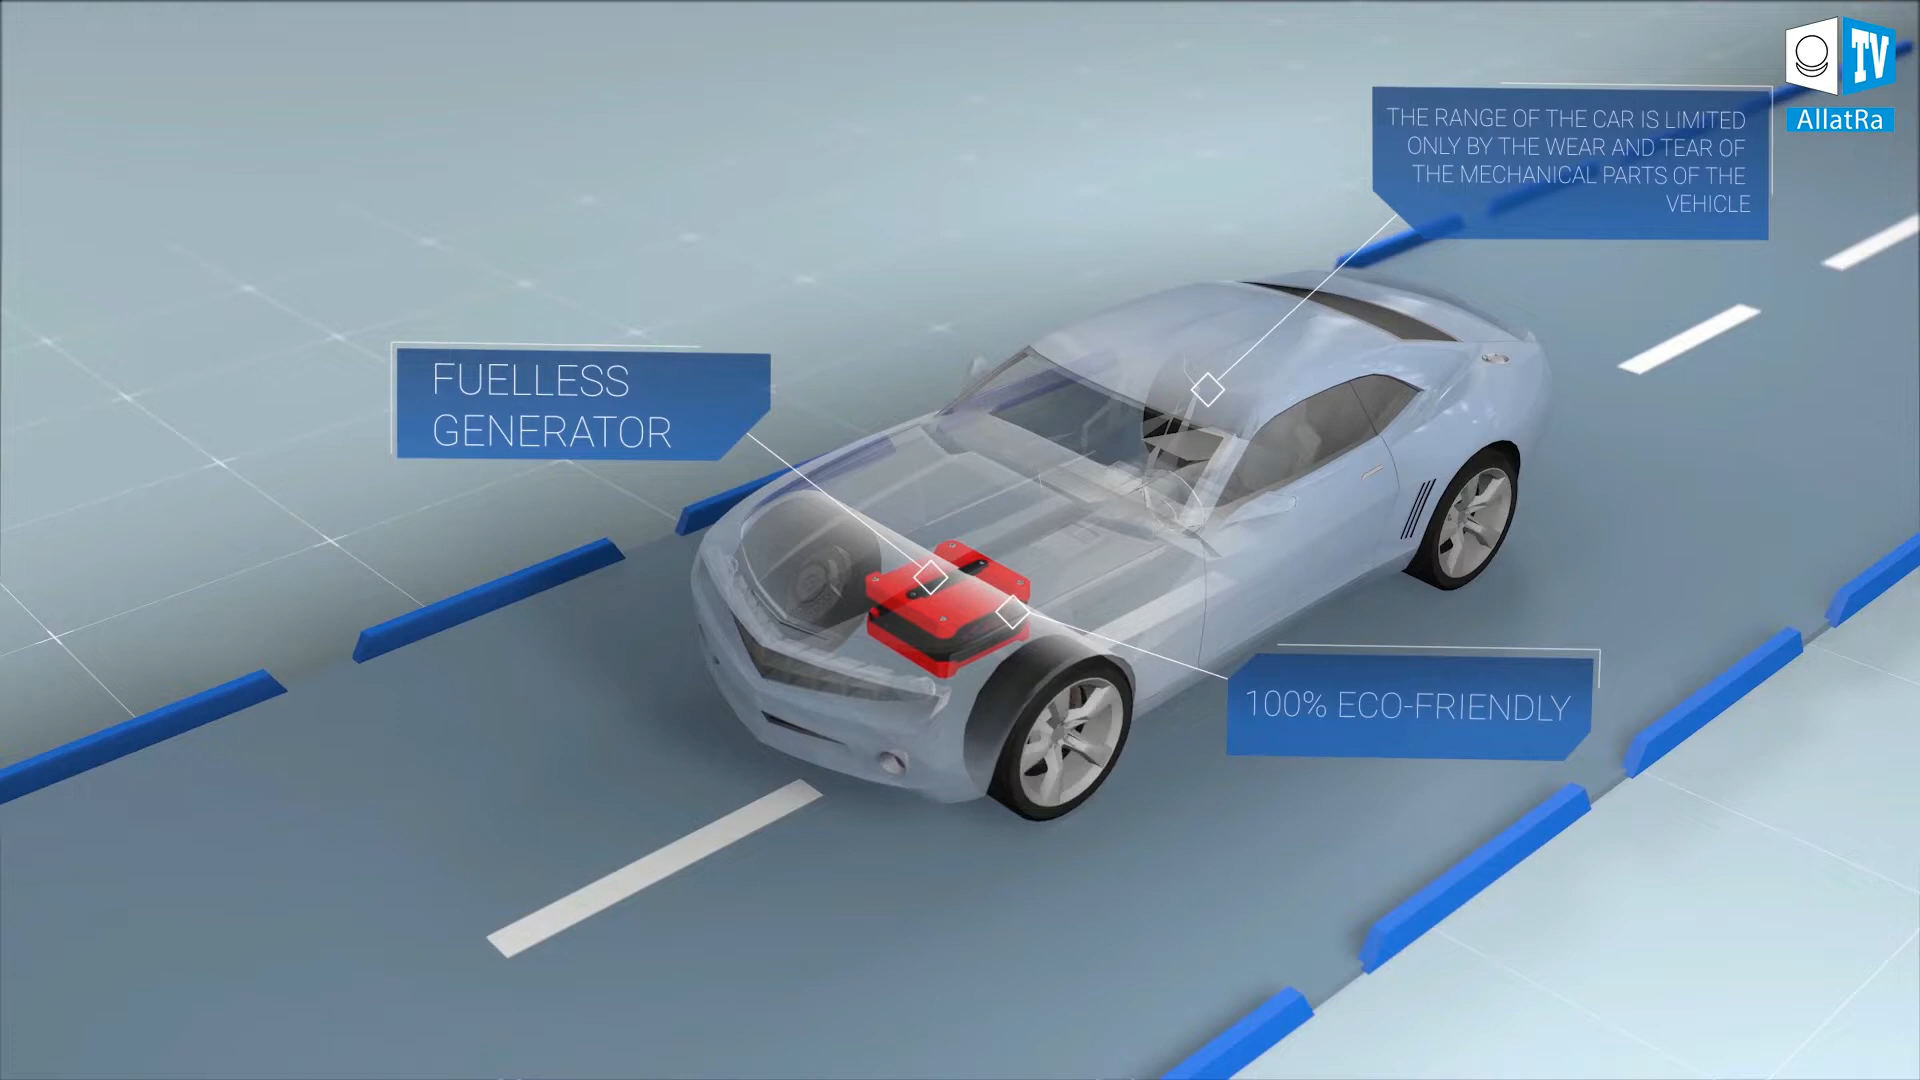 TV
AllatRa
THE RANGE OF THE CAR IS LIMITED
ONLY BY THE WEAR AND TEAR OF
THE MECHANICAL PARTS OF THE
VEHICLE
FUELLESS
GENERATOR
100% ECO-FRIENDLY